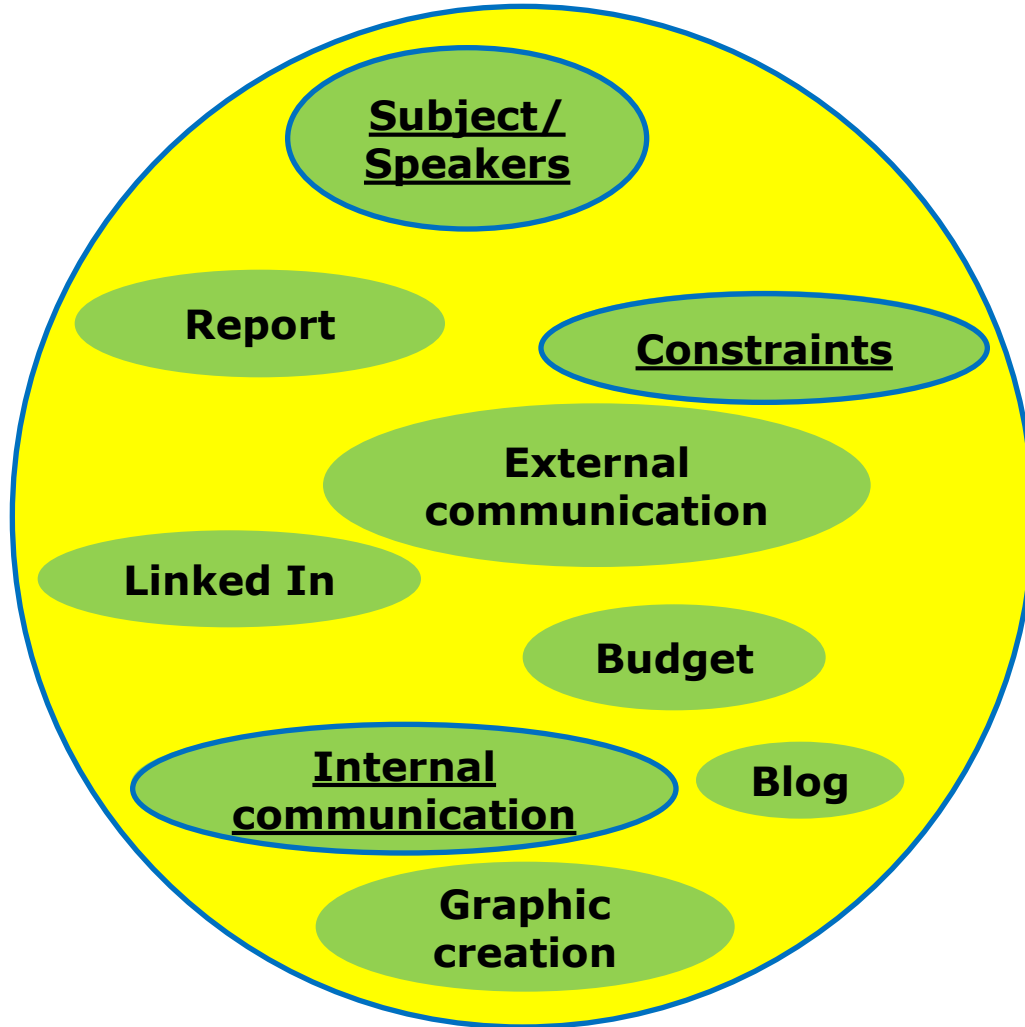 Subject/
Speakers
Report
Constraints
External
communication
Linked In
Budget
Internal
communication
Blog
Graphic
creation